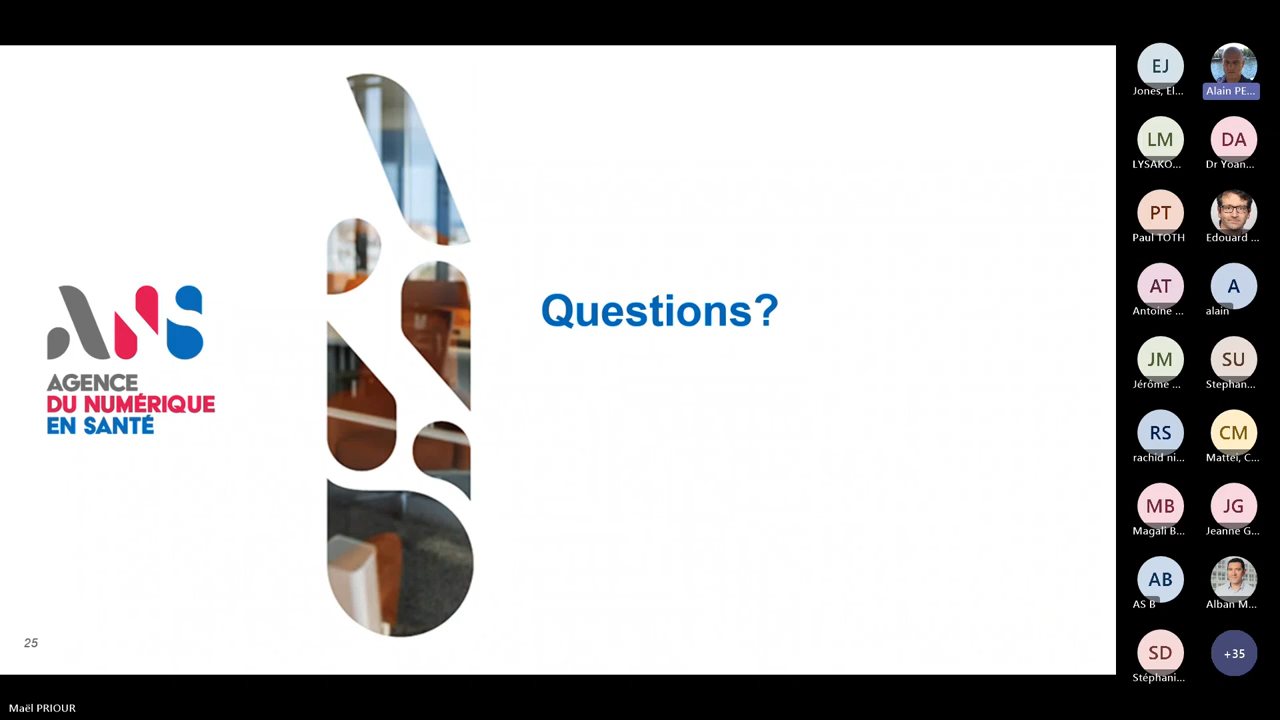 ANS
AGENCE
DU NUMÉRIQUE
EN SANTÉ
Questions?
25
Maël PRIOUR
EJ
Jones, El...
Alain PE...
LM
LYSAKO...
DA
Dr Yoan...
PT
Paul TOTH
Edouard ...
AT
Antoine ...
A
alain
JM
Jérôme ...
SU
Stephan...
RS
rachid ni...
CM
Mattei, C...
MB
Magali B...
JG
Jeanne G...
AB
AS B
Alban M...
SD
Stéphani...
+35